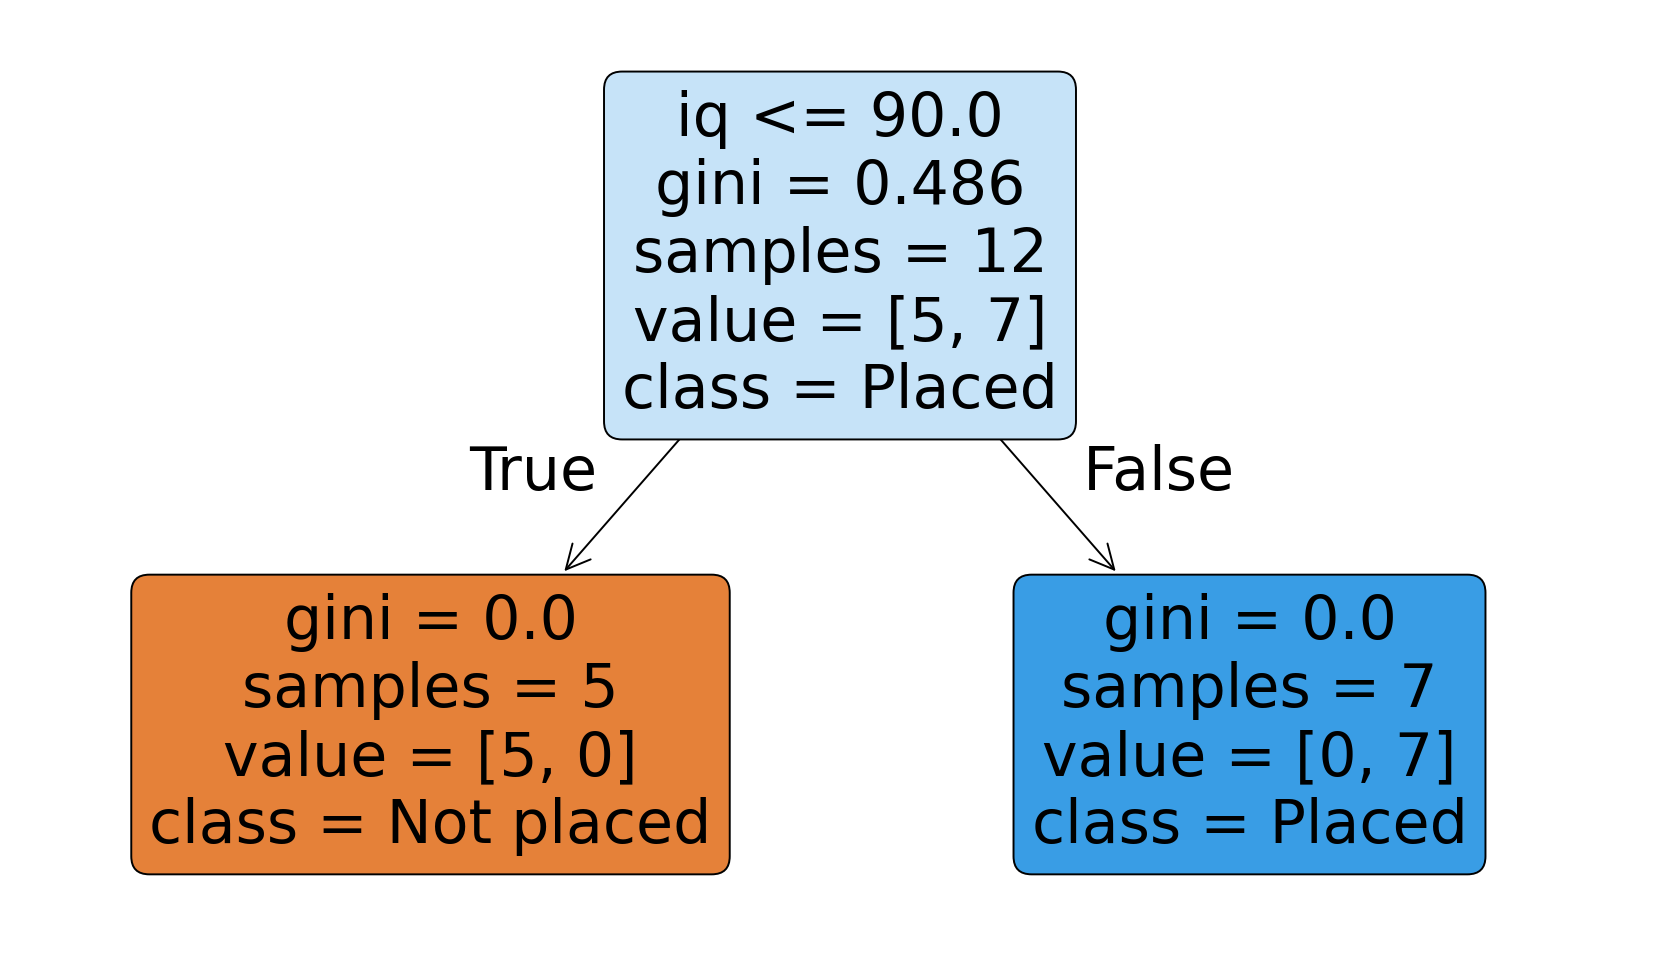 iq <= 90.0
gini = 0.486
samples = 12
value = [5, 7]
class = Placed
True
False
gini = 0.0
samples = 5
value = [5, 0]
class = Not placed
gini = 0.0
samples = 7
value = [0, 7]
class = Placed